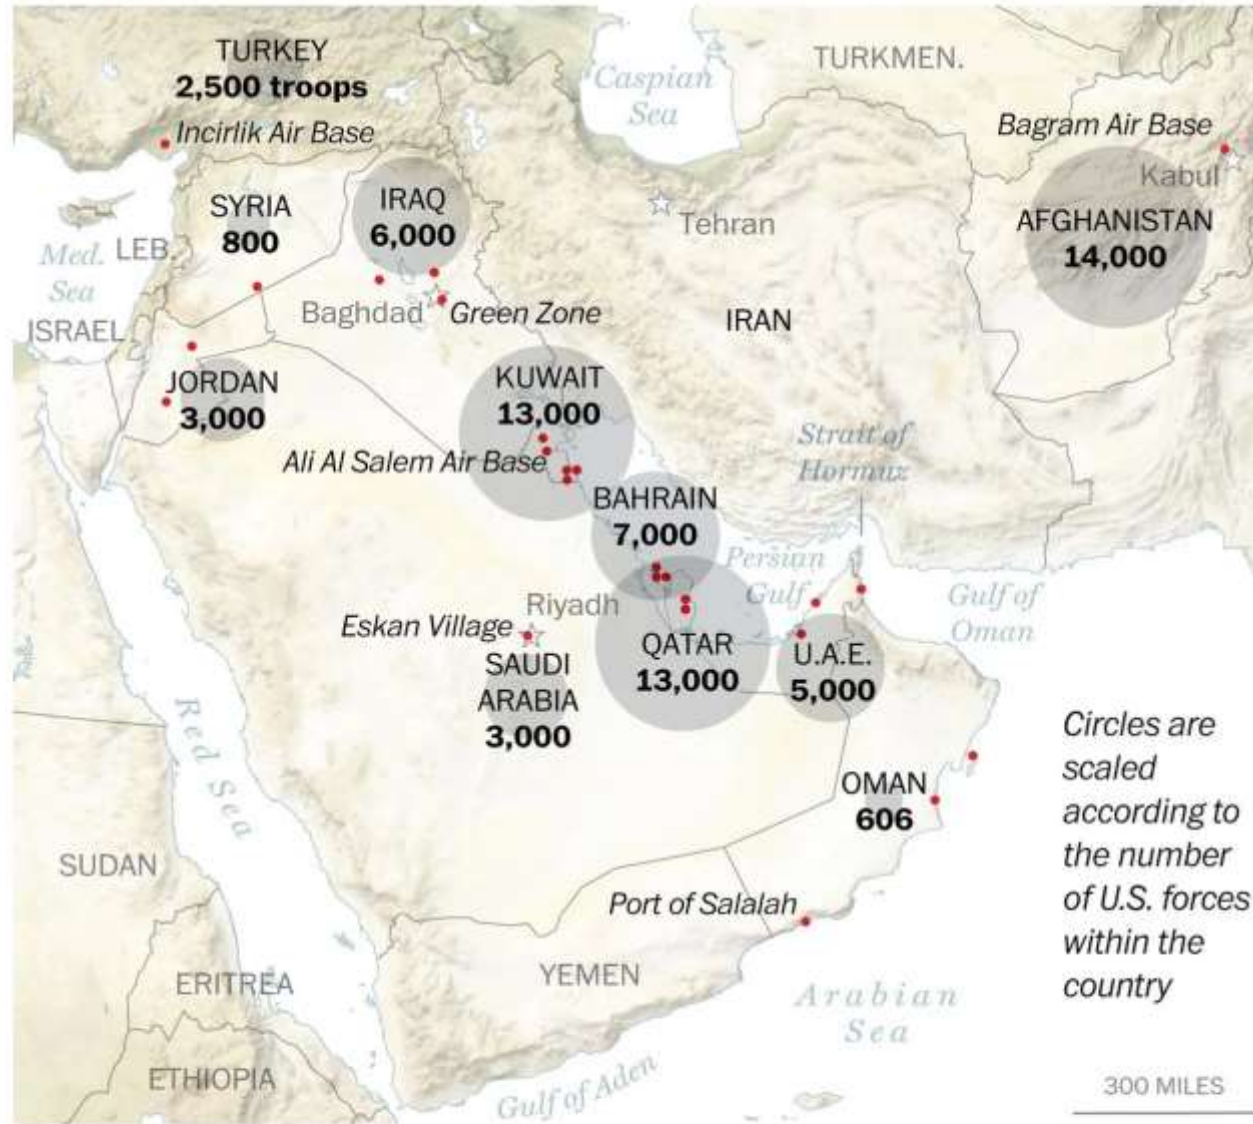 TURKEY
2,500 troops
Incirlik Air Base
Caspian
Sea
TURKMEN.
Bagram Air Base
Kabul
AFGHANISTAN
14,000
SYRIA
800
IRAQ
6,000
Tehran
Med.
Sea
LEB.
ISRAEL
Baghdad
Green Zone
IRAN
JORDAN
3,000
KUWAIT
13,000
Ali Al Salem Air Base
Strait of
Hormuz
BAHRAIN
7,000
Persian
Gulf
Gulf of
Oman
Riyadh
Eskan Village
SAUDI
ARABIA
3,000
QATAR
13,000
U.A.E.
5,000
Red Sea
OMAN
606
Circles are
scaled
according to
the number
of U.S. forces
within the
country
SUDAN
Port of Salalah
ERITREA
YEMEN
Arabian
Sea
ETHIOPIA
Gulf of Aden
300 MILES